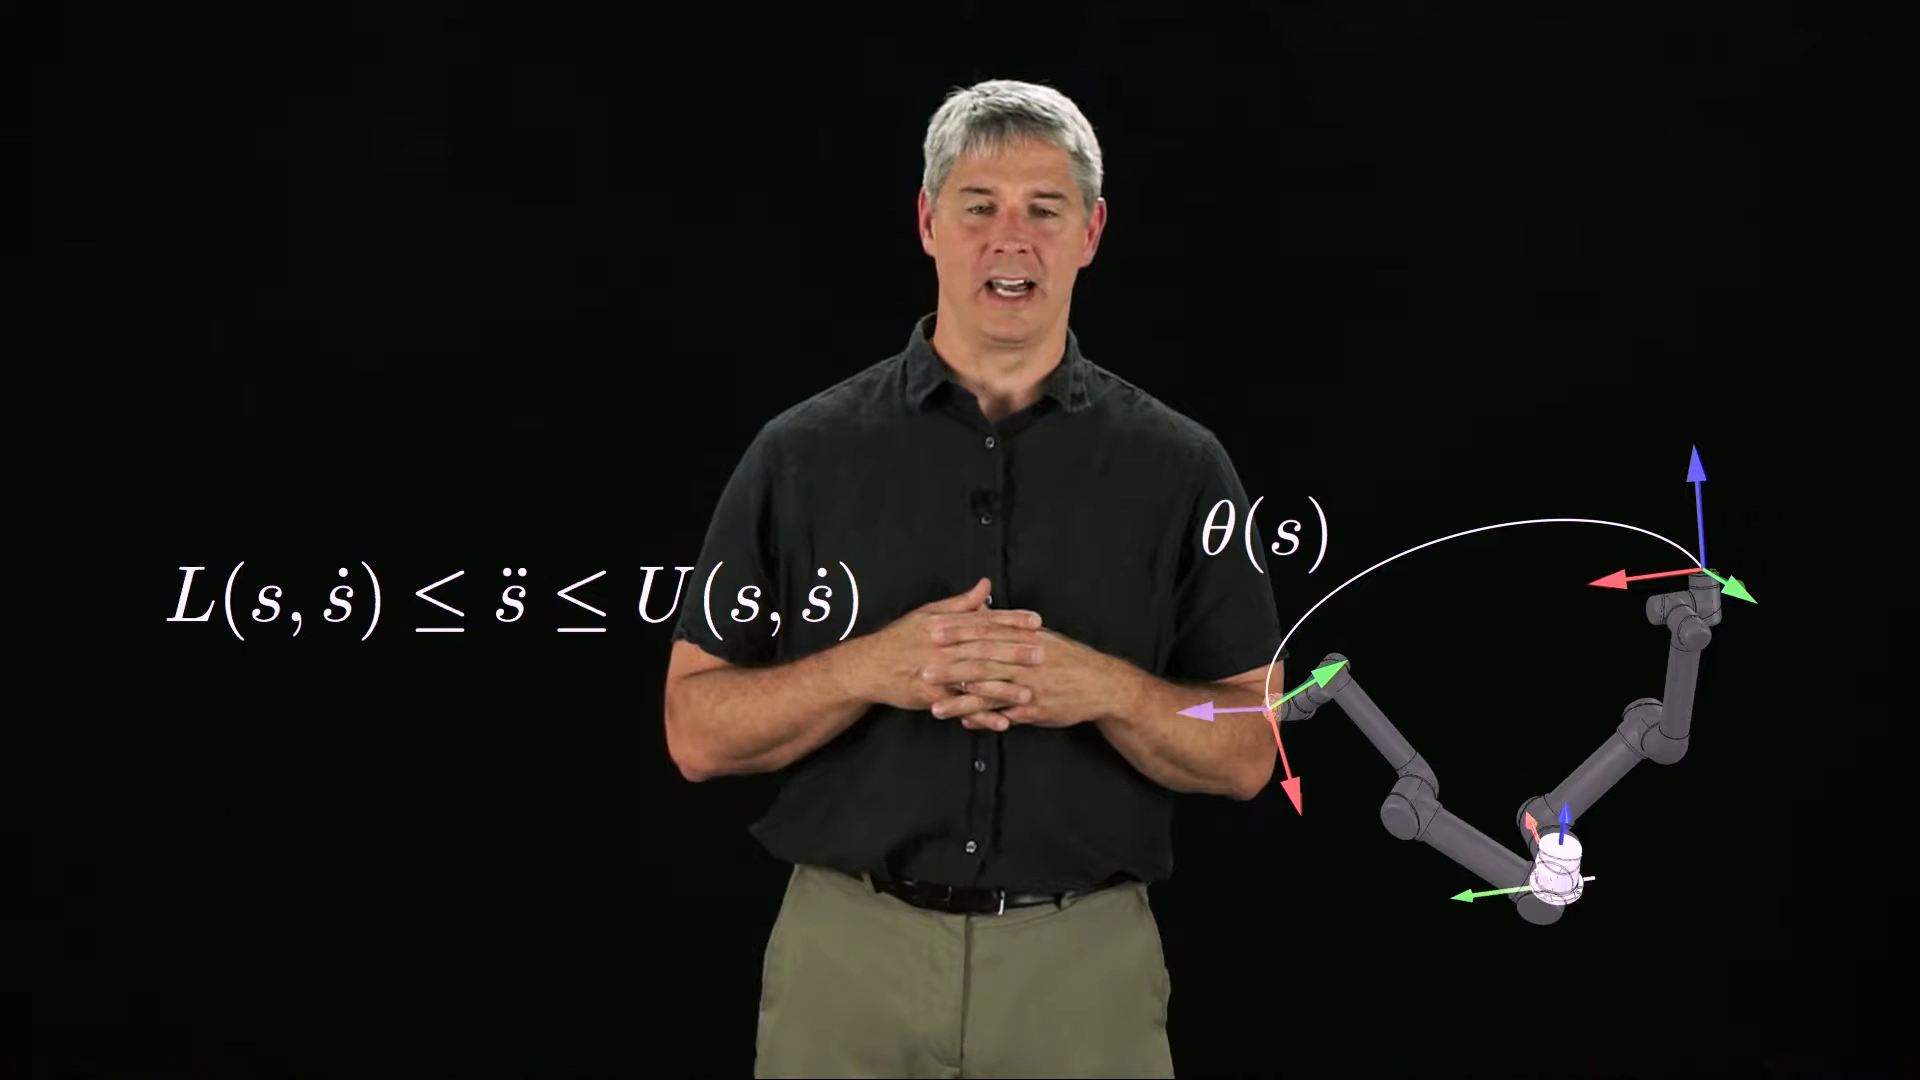 θ(s)
L(s, ṡ) ≤ s̈ ≤ U(s, ṡ)